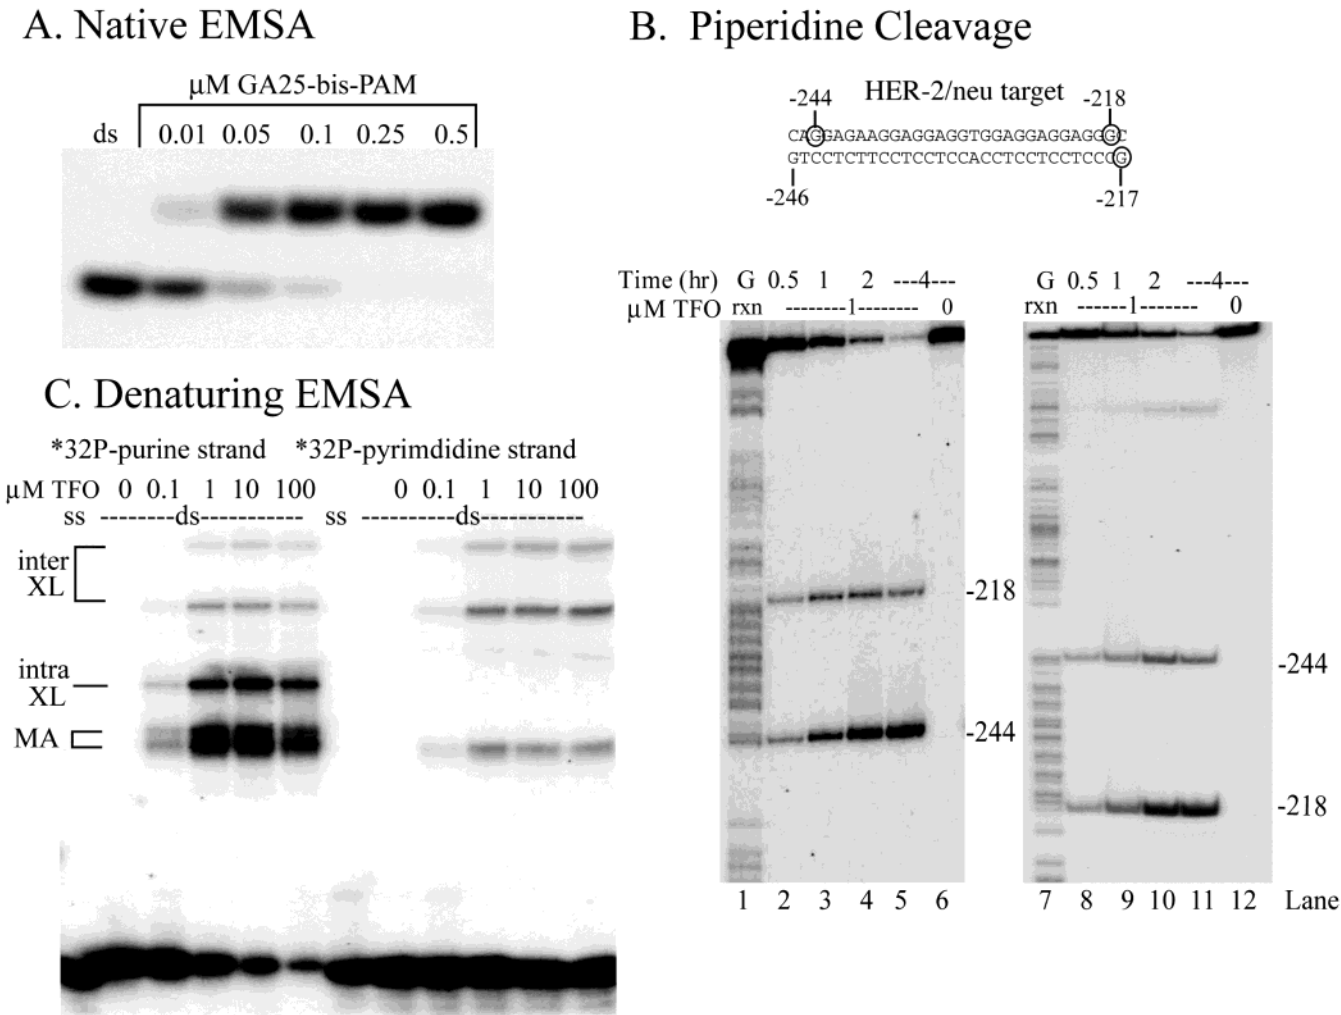 A. Native EMSA
µM GA25-bis-PAM
ds 0.01 0.05 0.1 0.25 0.5
B. Piperidine Cleavage
-244 HER-2/neu target -218
CAGGAGAAGGAGGAGGTGGAGGAGGAGGGC
GTCCTCTTCCTCCTCCACCTCCTCCTCCCG
-246 -217
Time (hr) G 0.5 1 2 ---4---
µM TFO rxn --------1-------- 0
-218
-244
1 2 3 4 5 6
G 0.5 1 2 ---4---
rxn ------1------- 0
-244
-218
7 8 9 10 11 12 Lane
C. Denaturing EMSA
*32P-purine strand *32P-pyrimdidine strand
µM TFO 0 0.1 1 10 100 0 0.1 1 10 100
ss --------ds----------- ss ----------ds-----------
inter
XL
intra
XL
MA